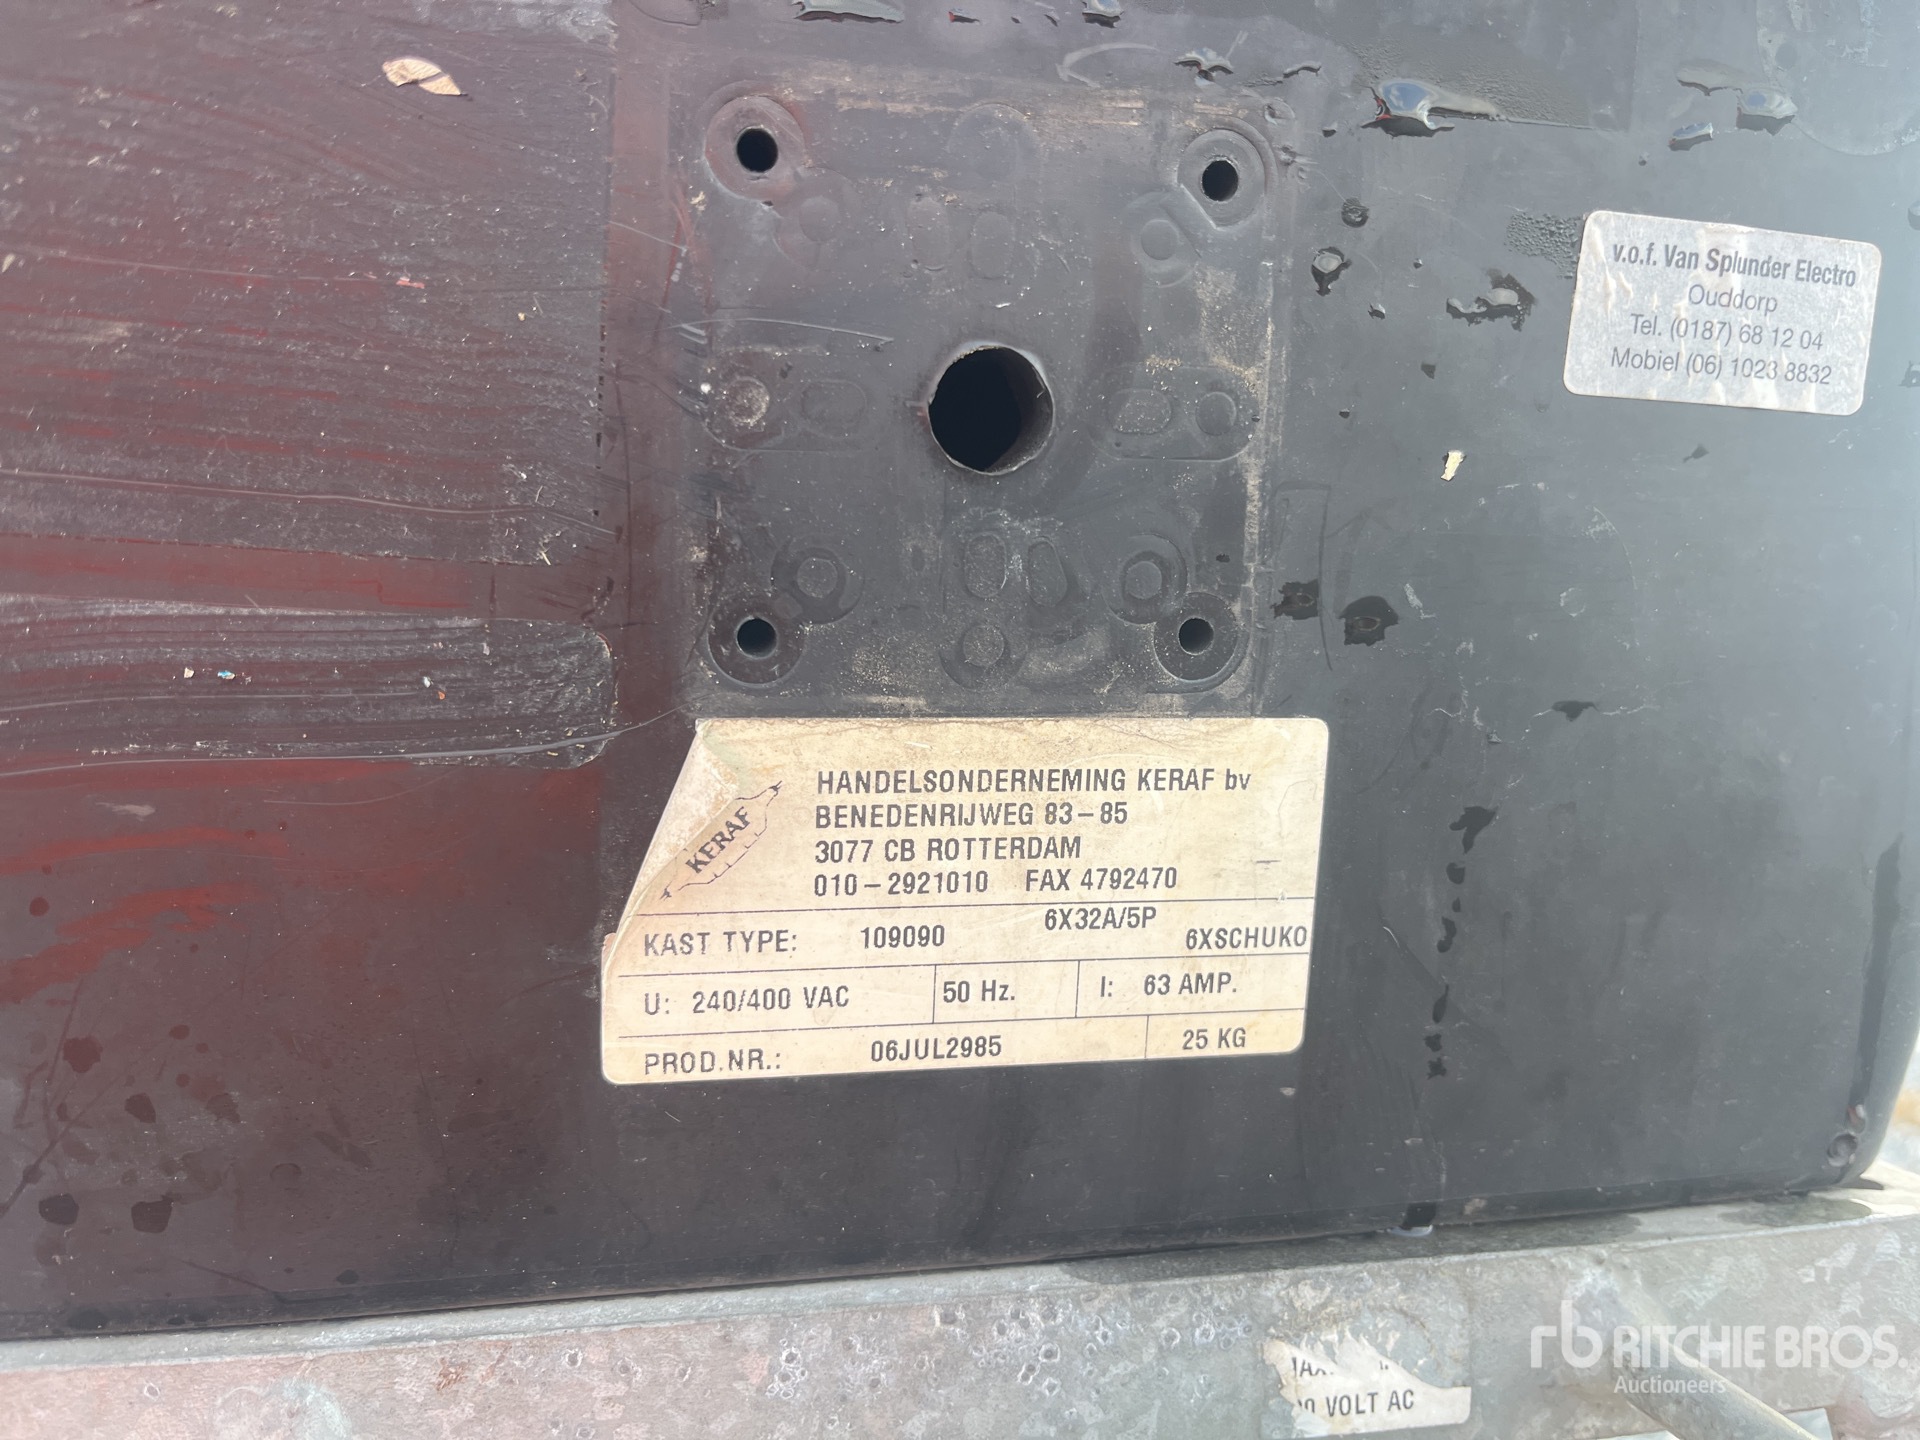 v.o.f. Van Splunder Electro
Ouddorp
Tel. (0187) 68 12 04
Mobiel (06) 1023 8832
KERAF
HANDELSONDERNEMING KERAF bv
BENEDENRIJWEG 83-85
3077 CB ROTTERDAM
010-2921010 FAX 4792470
KAST TYPE: 109090 6X32A/5P 6XSCHUKO
U: 240/400 VAC 50 Hz. I: 63 AMP.
PROD.NR.: 06JUL2985 25 KG
VOLT AC
rb RITCHIE BROS.
Auctioneers